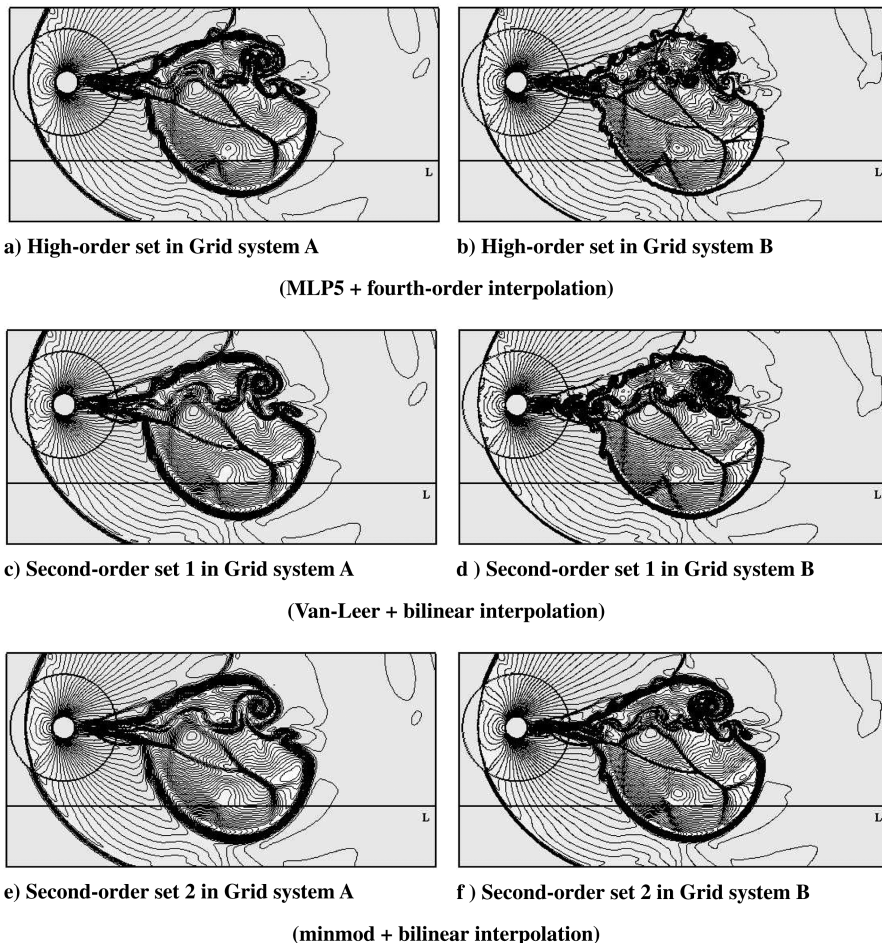 L
L
a) High-order set in Grid system A
b) High-order set in Grid system B
(MLP5 + fourth-order interpolation)
L
L
c) Second-order set 1 in Grid system A
d ) Second-order set 1 in Grid system B
(Van-Leer + bilinear interpolation)
L
L
e) Second-order set 2 in Grid system A
f ) Second-order set 2 in Grid system B
(minmod + bilinear interpolation)